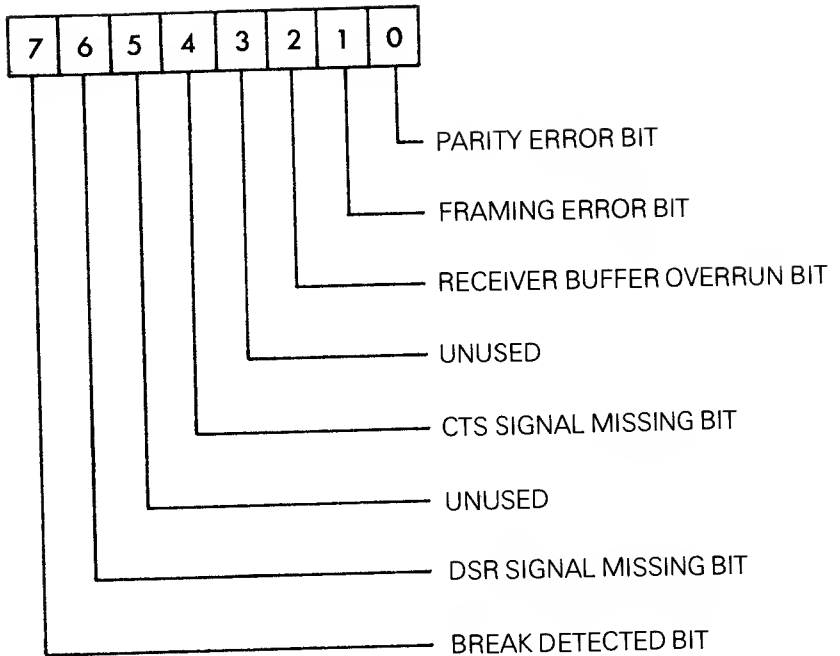 7 6 5 4 3 2 1 0
PARITY ERROR BIT
FRAMING ERROR BIT
RECEIVER BUFFER OVERRUN BIT
UNUSED
CTS SIGNAL MISSING BIT
UNUSED
DSR SIGNAL MISSING BIT
BREAK DETECTED BIT